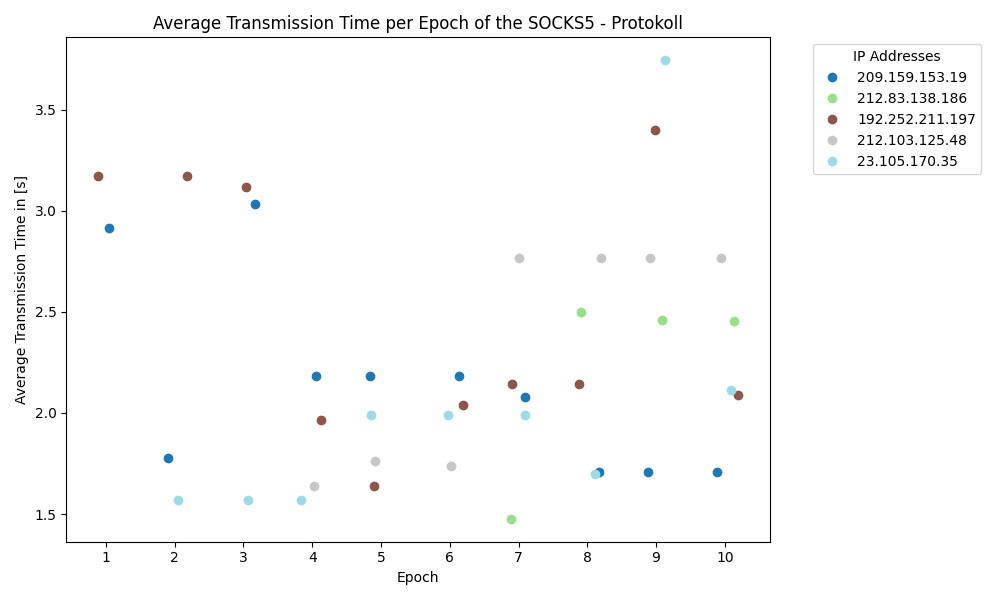 Average Transmission Time per Epoch of the SOCKS5 - Protokoll
IP Addresses
209.159.153.19
212.83.138.186
192.252.211.197
212.103.125.48
23.105.170.35
Average Transmission Time in [s]
3.5
3.0
2.5
2.0
1.5
1 2 3 4 5 6 7 8 9 10
Epoch